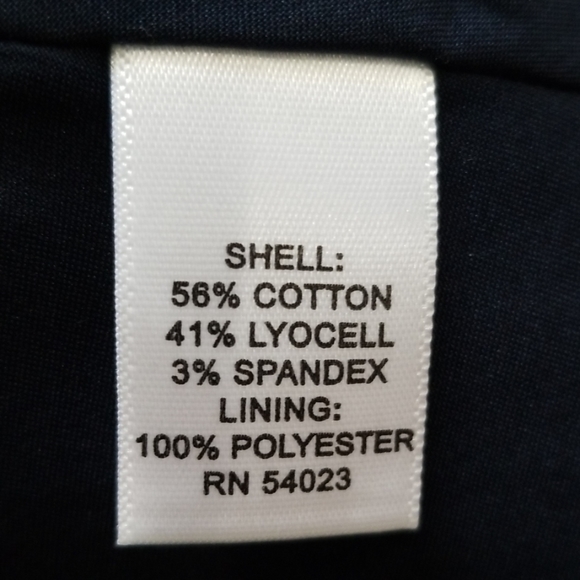 SHELL:
56% COTTON
41% LYOCELL
3% SPANDEX
LINING:
100% POLYESTER
RN 54023